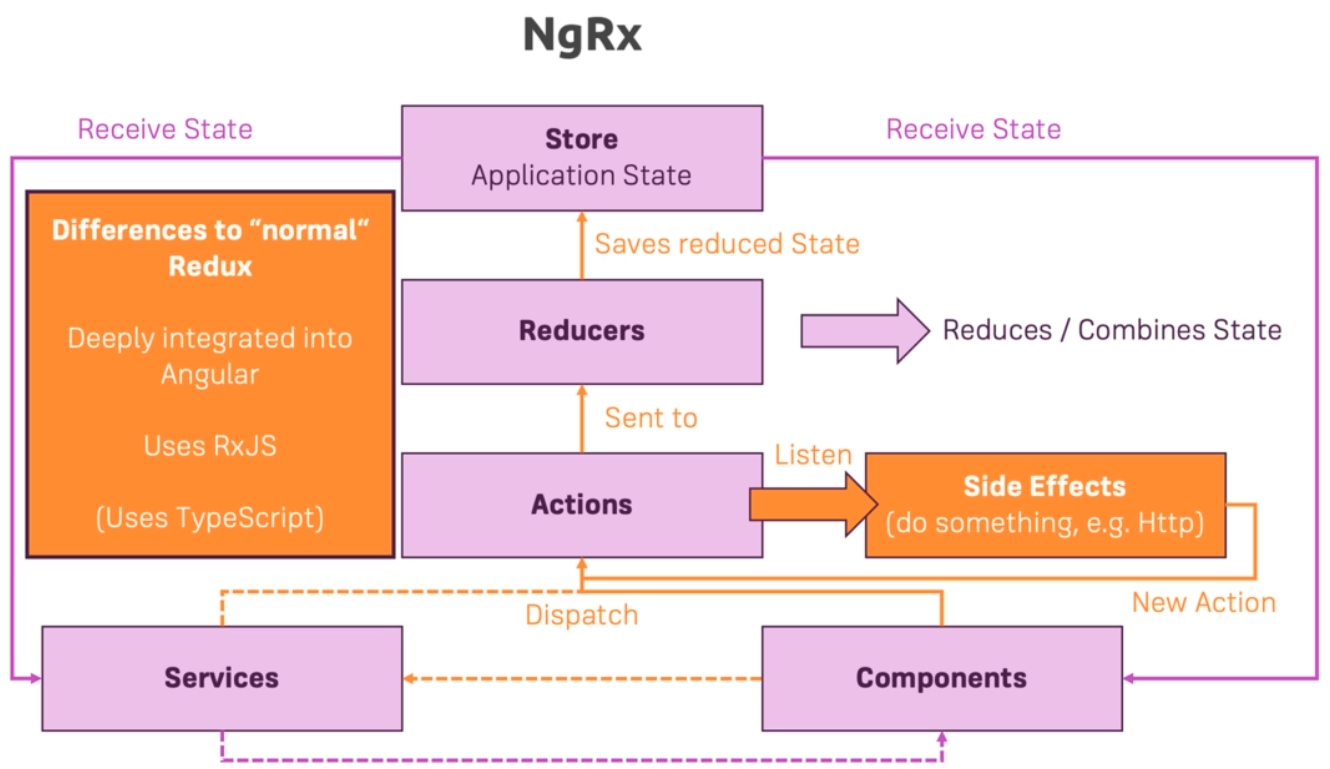 NgRx
Receive State
Receive State
Store
Application State
Differences to “normal“
Redux
Deeply integrated into
Angular
Uses RxJS
(Uses TypeScript)
Saves reduced State
Reducers
Reduces / Combines State
Sent to
Actions
Listen
Side Effects
(do something, e.g. Http)
Dispatch
New Action
Services
Components